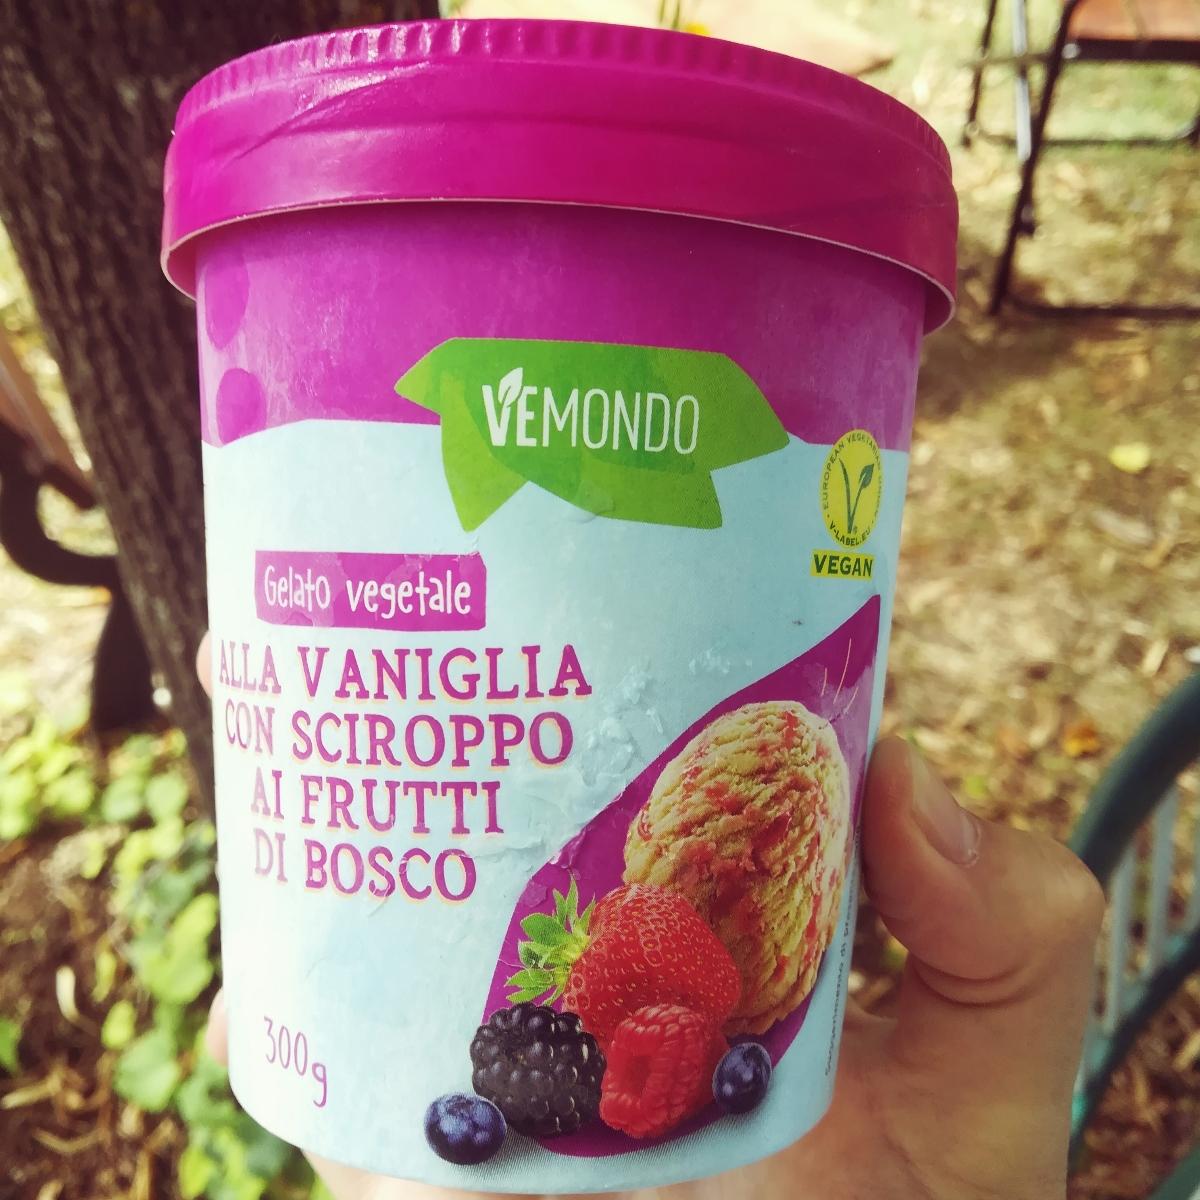 VEMONDO
EUROPEAN VEGETARIAN UNION
V-LABEL.EU
VEGAN
Gelato vegetale
ALLA VANIGLIA
CON SCIROPPO
AI FRUTTI
DI BOSCO
300g